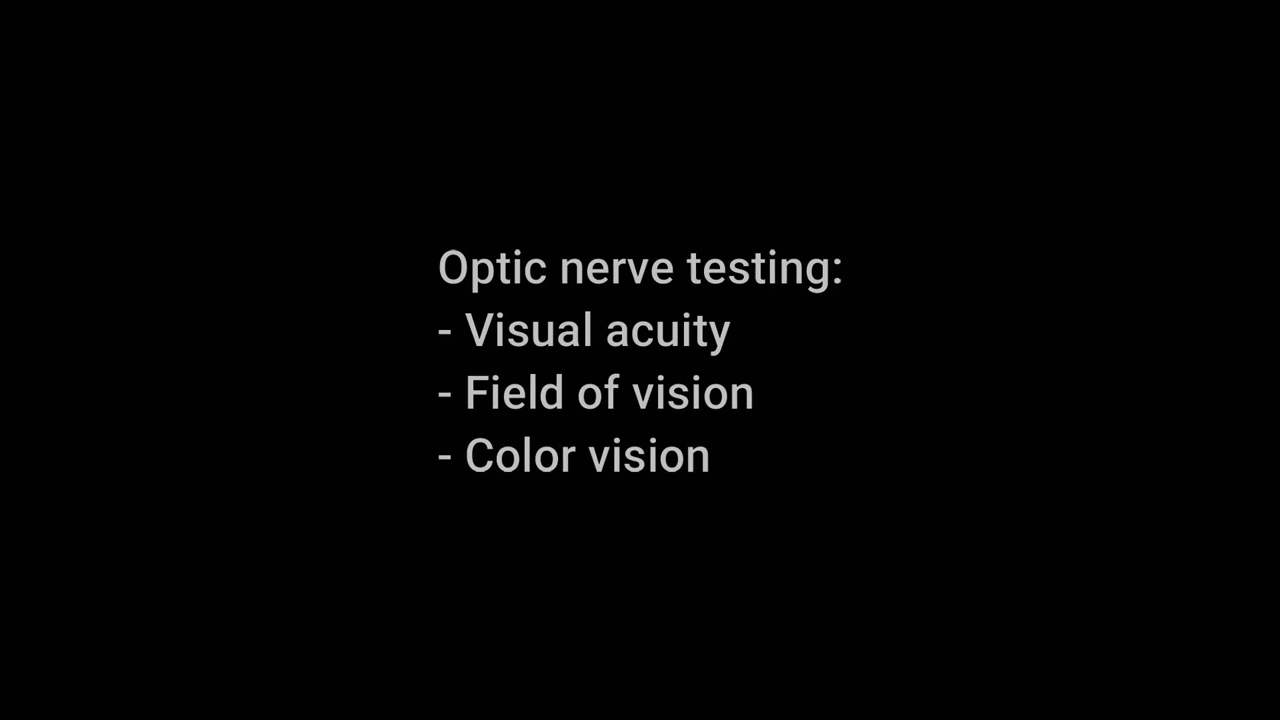 Optic nerve testing:
- Visual acuity
- Field of vision
- Color vision